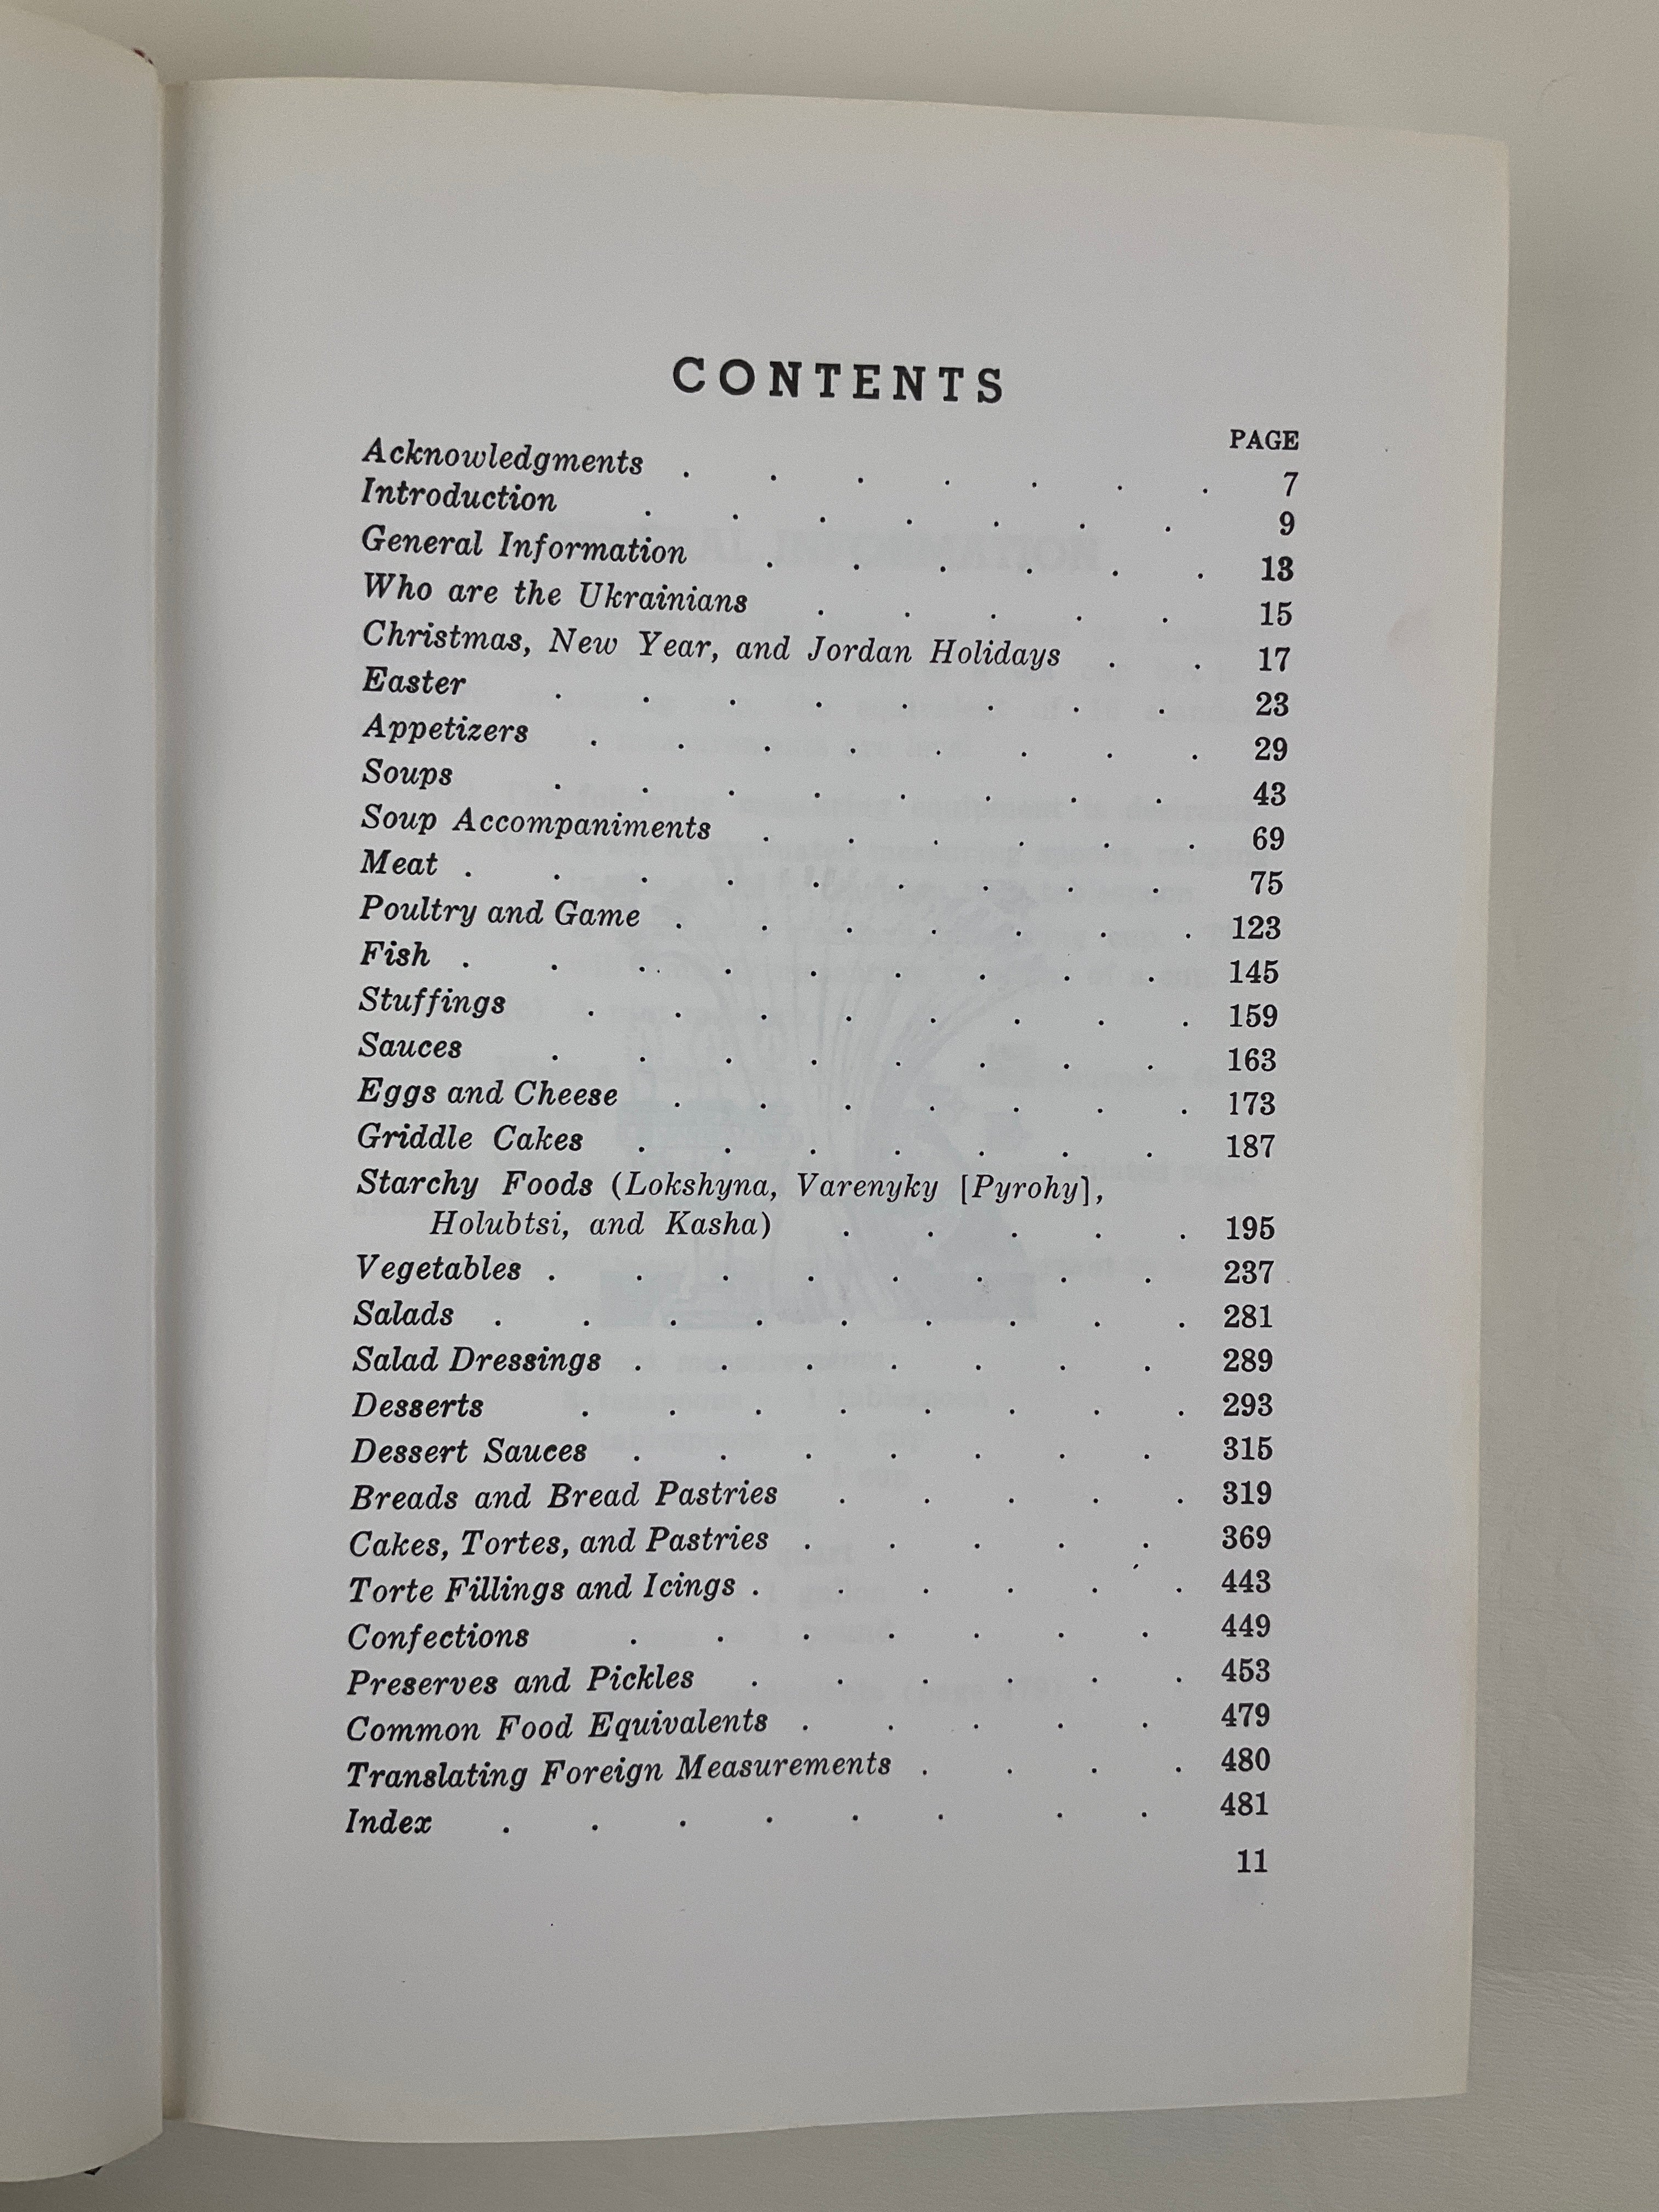 CONTENTS
PAGE
Acknowledgments . . . . . . . 7
Introduction . . . . . . . 9
General Information . . . . . . 13
Who are the Ukrainians . . . . . 15
Christmas, New Year, and Jordan Holidays . . 17
Easter . . . . . . . . 23
Appetizers . . . . . . . . 29
Soups . . . . . . . . 43
Soup Accompaniments . . . . . . 69
Meat . . . . . . . . . 75
Poultry and Game . . . . . . . 123
Fish . . . . . . . . . 145
Stuffings . . . . . . . . 159
Sauces . . . . . . . . 163
Eggs and Cheese . . . . . . . 173
Griddle Cakes . . . . . . . 187
Starchy Foods (Lokshyna, Varenyky [Pyrohy],
Holubtsi, and Kasha) . . . . . 195
Vegetables . . . . . . . . 237
Salads . . . . . . . . . 281
Salad Dressings . . . . . . . 289
Desserts . . . . . . . . 293
Dessert Sauces . . . . . . . 315
Breads and Bread Pastries . . . . . 319
Cakes, Tortes, and Pastries . . . . . 369
Torte Fillings and Icings . . . . . . 443
Confections . . . . . . . 449
Preserves and Pickles . . . . . . 453
Common Food Equivalents . . . . . 479
Translating Foreign Measurements . . . . 480
Index . . . . . . . . 481
11